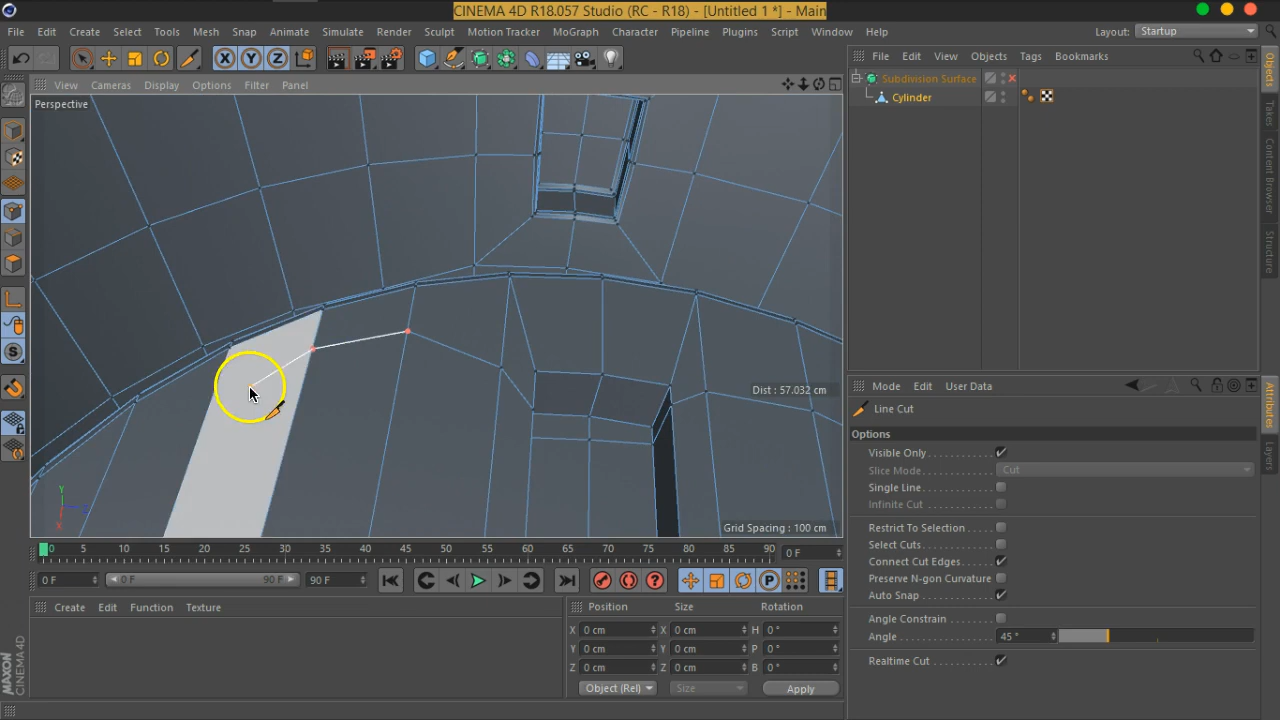 CINEMA 4D R18.057 Studio (RC - R18) - [Untitled 1 *] - Main
File Edit Create Select Tools Mesh Snap Animate Simulate Render Sculpt Motion Tracker MoGraph Character Pipeline Plugins Script Window Help
Layout: Startup
X Y Z
File Edit View Objects Tags Bookmarks
View Cameras Display Options Filter Panel
Perspective
Subdivision Surface
Cylinder
Objects
Takes
Content Browser
Structure
Dist : 57.032 cm
Grid Spacing : 100 cm
Y
Z
X
Mode Edit User Data
Line Cut
Options
Visible Only
Slice Mode Cut
Single Line
Infinite Cut
Restrict To Selection
Select Cuts
Connect Cut Edges
Preserve N-gon Curvature
Auto Snap
Angle Constrain
Angle 45 °
Realtime Cut
Attributes
Layers
0 5 10 15 20 25 30 35 40 45 50 55 60 65 70 75 80 85 90 0 F
0 F 0 F 90 F 90 F
Create Edit Function Texture
Position Size Rotation
X 0 cm X 0 cm H 0 °
Y 0 cm Y 0 cm P 0 °
Z 0 cm Z 0 cm B 0 °
Object (Rel) Size Apply
MAXON
CINEMA 4D